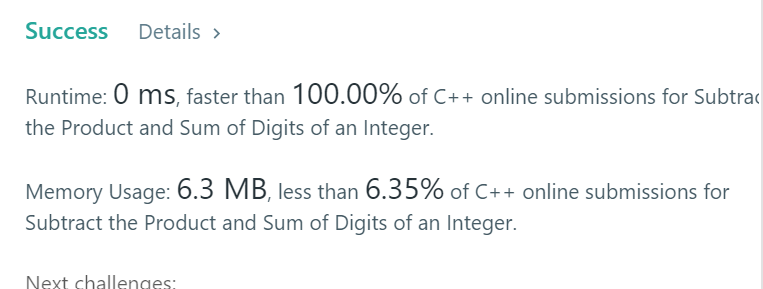 Success Details >
Runtime: 0 ms, faster than 100.00% of C++ online submissions for
the Product and Sum of Digits of an Integer.
Memory Usage: 6.3 MB, less than 6.35% of C++ online submissions for
Subtract the Product and Sum of Digits of an Integer.
Next challenges: